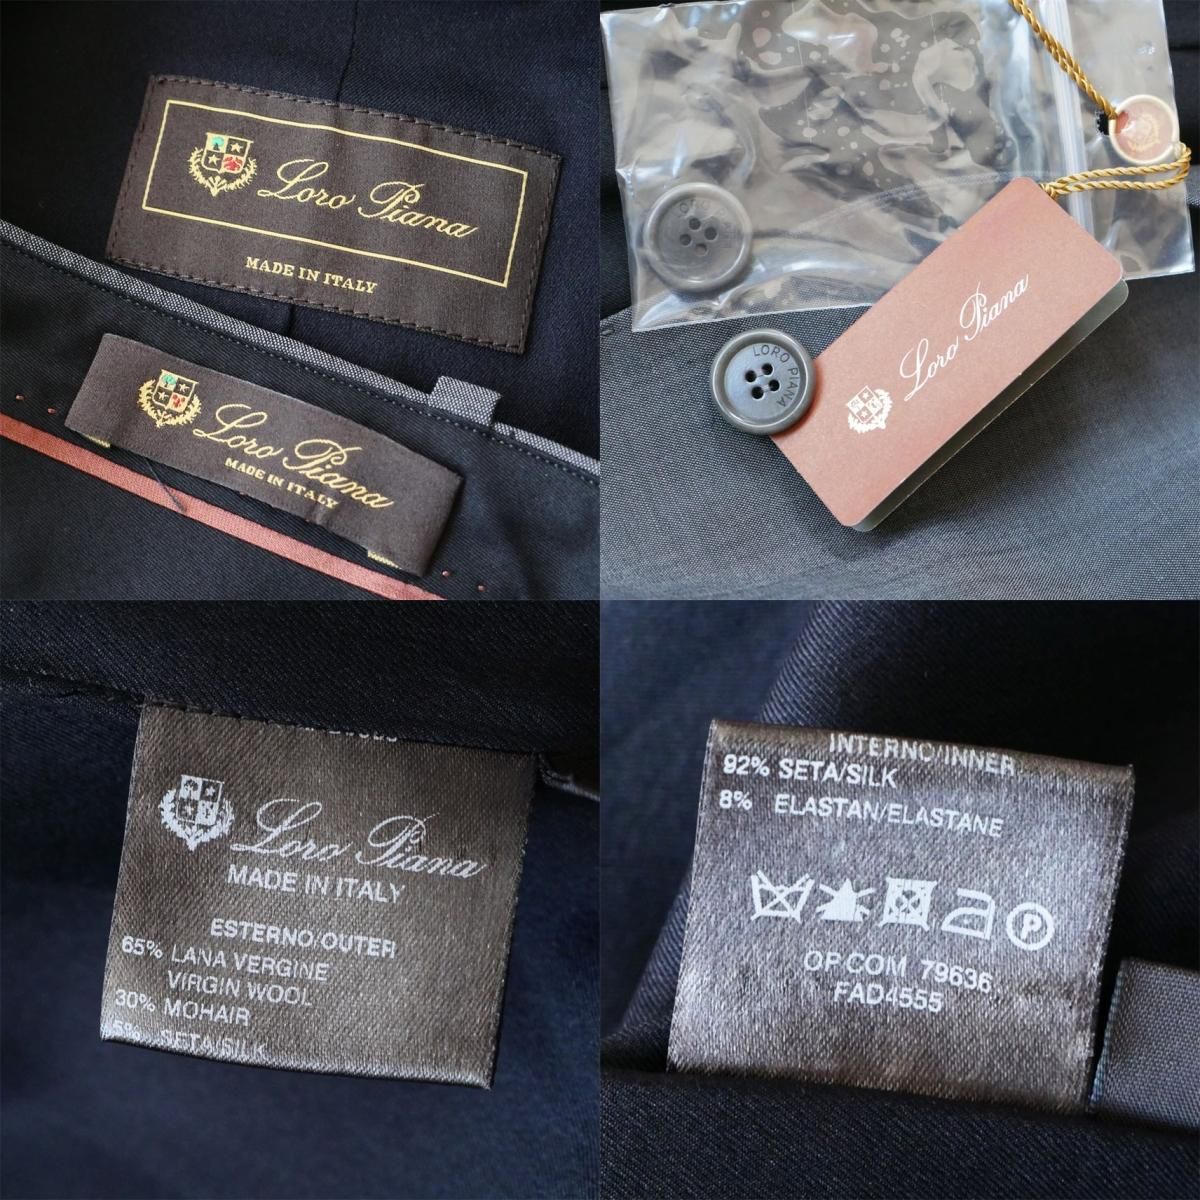 Loro Piana
MADE IN ITALY
Loro Piana
MADE IN ITALY
LORO PIANA
Loro Piana
Loro Piana
MADE IN ITALY
ESTERNO/OUTER
65% LANA VERGINE
VIRGIN WOOL
30% MOHAIR
5% SETA/SILK
INTERNO/INNER
92% SETA/SILK
8% ELASTAN/ELASTANE
P
OP.COM 79636
FAD4555